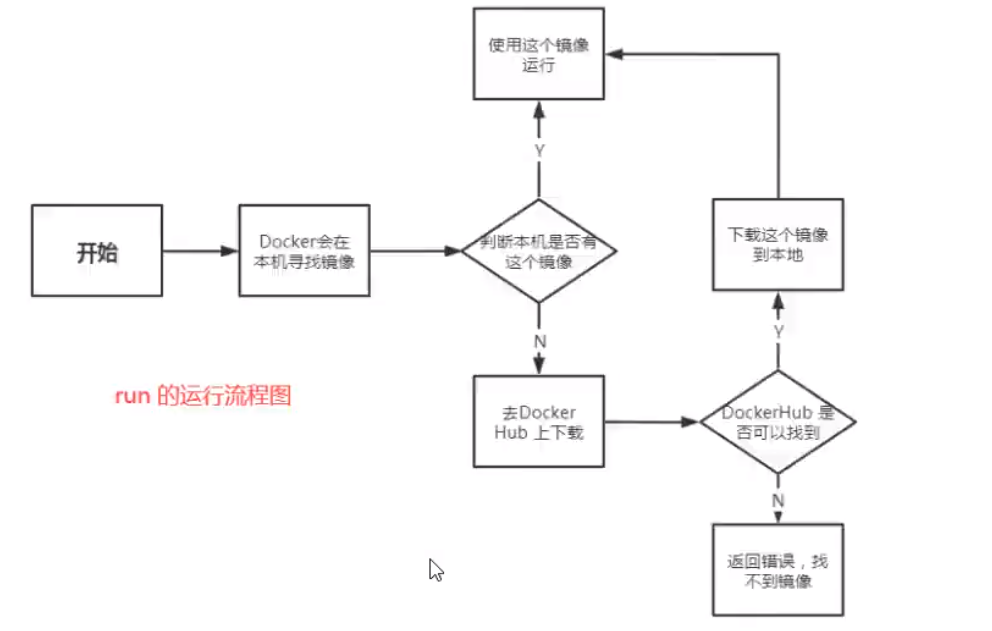 使用这个镜像
运行
Y
开始
Docker会在
本机寻找镜像
判断本机是否有
这个镜像
下载这个镜像
到本地
N
Y
run 的运行流程图
去Docker
Hub 上下载
DockerHub 是
否可以找到
N
返回错误，找
不到镜像